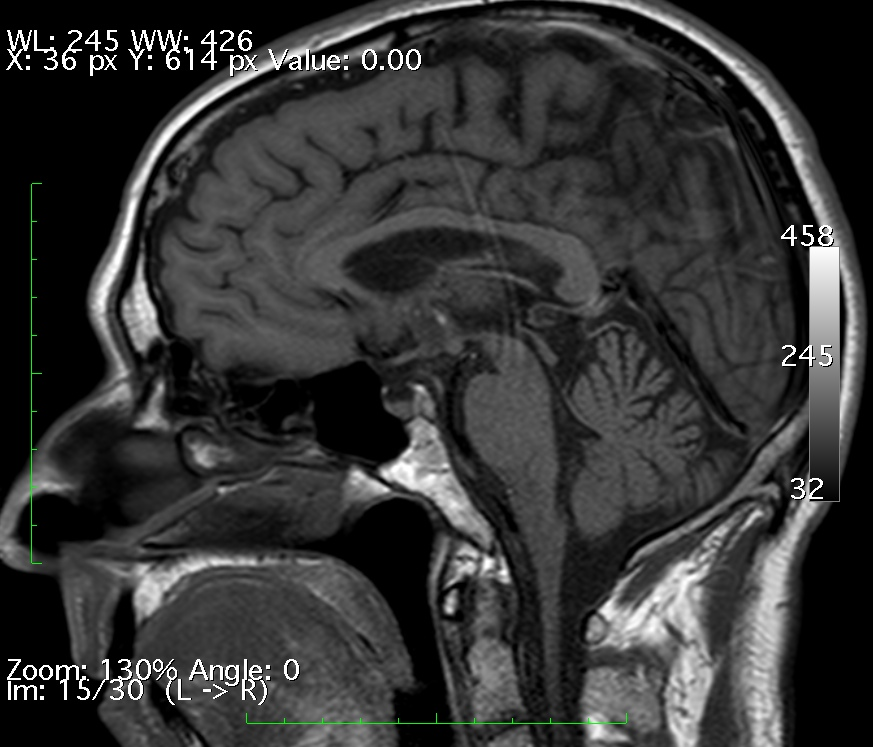 WL: 245 WW: 426
X: 36 px Y: 614 px Value: 0.00
458
245
32
Zoom: 130% Angle: 0
Im: 15/30 (L -> R)